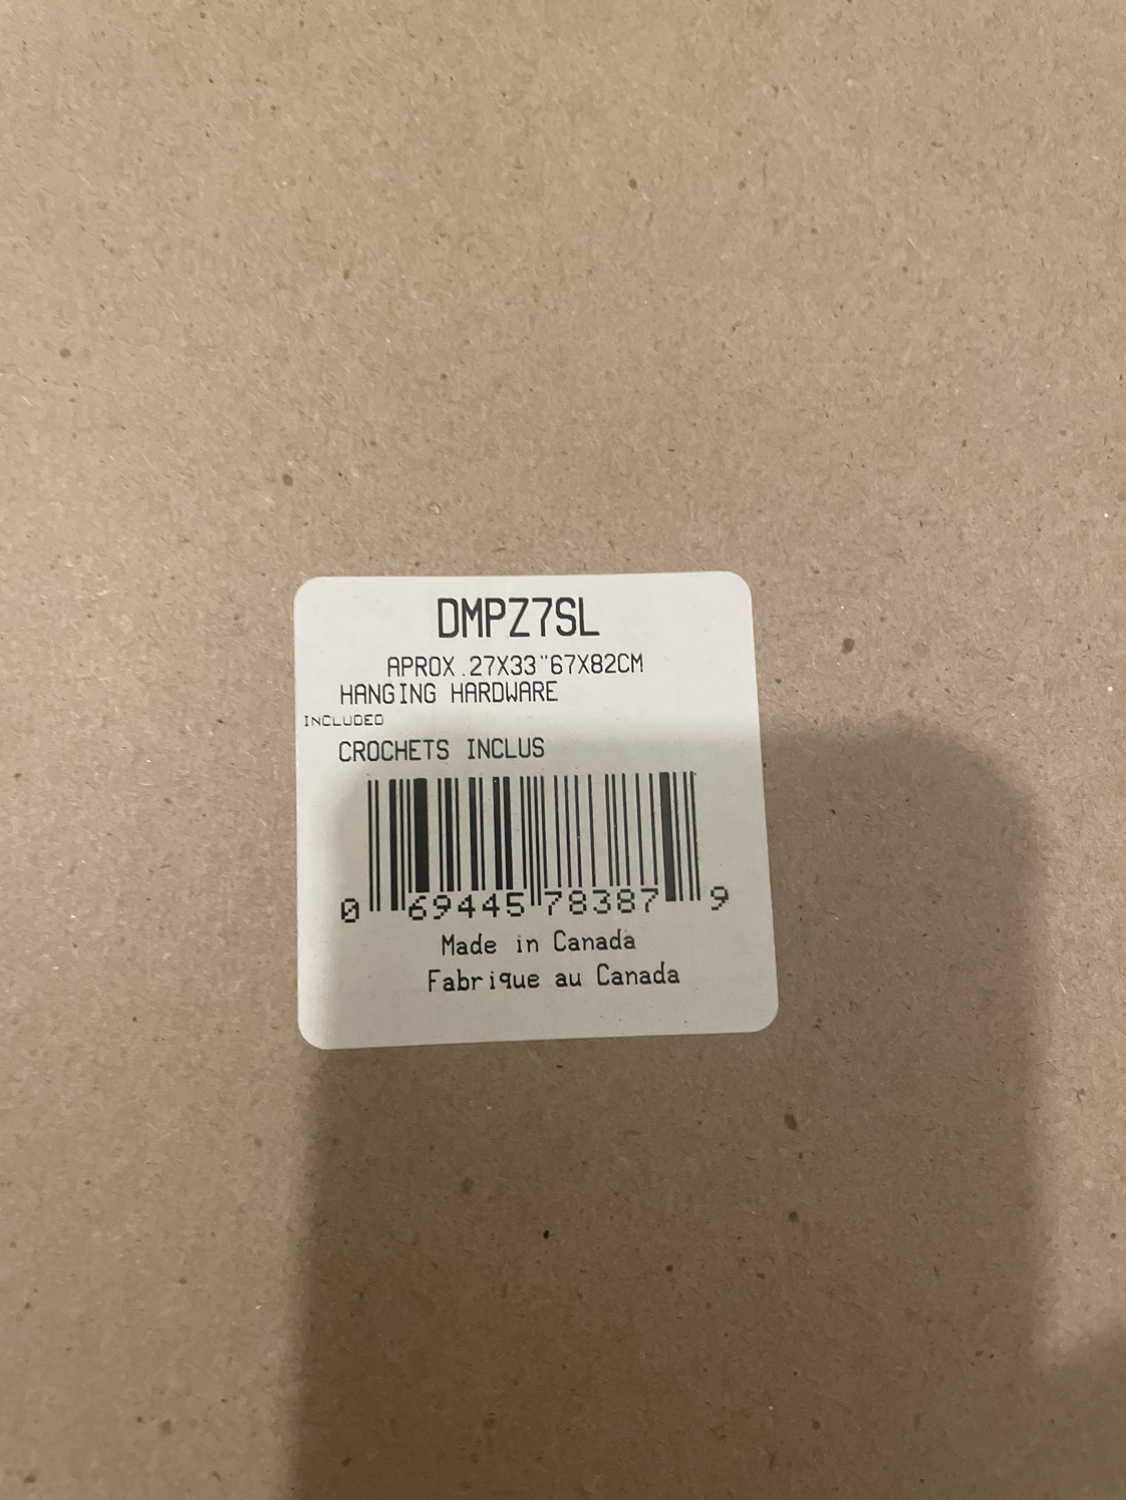 DMPZ7SL
APROX.27X33"67X82CM
HANGING HARDWARE
INCLUDED
CROCHETS INCLUS
0 69445 78387 9
Made in Canada
Fabrique au Canada